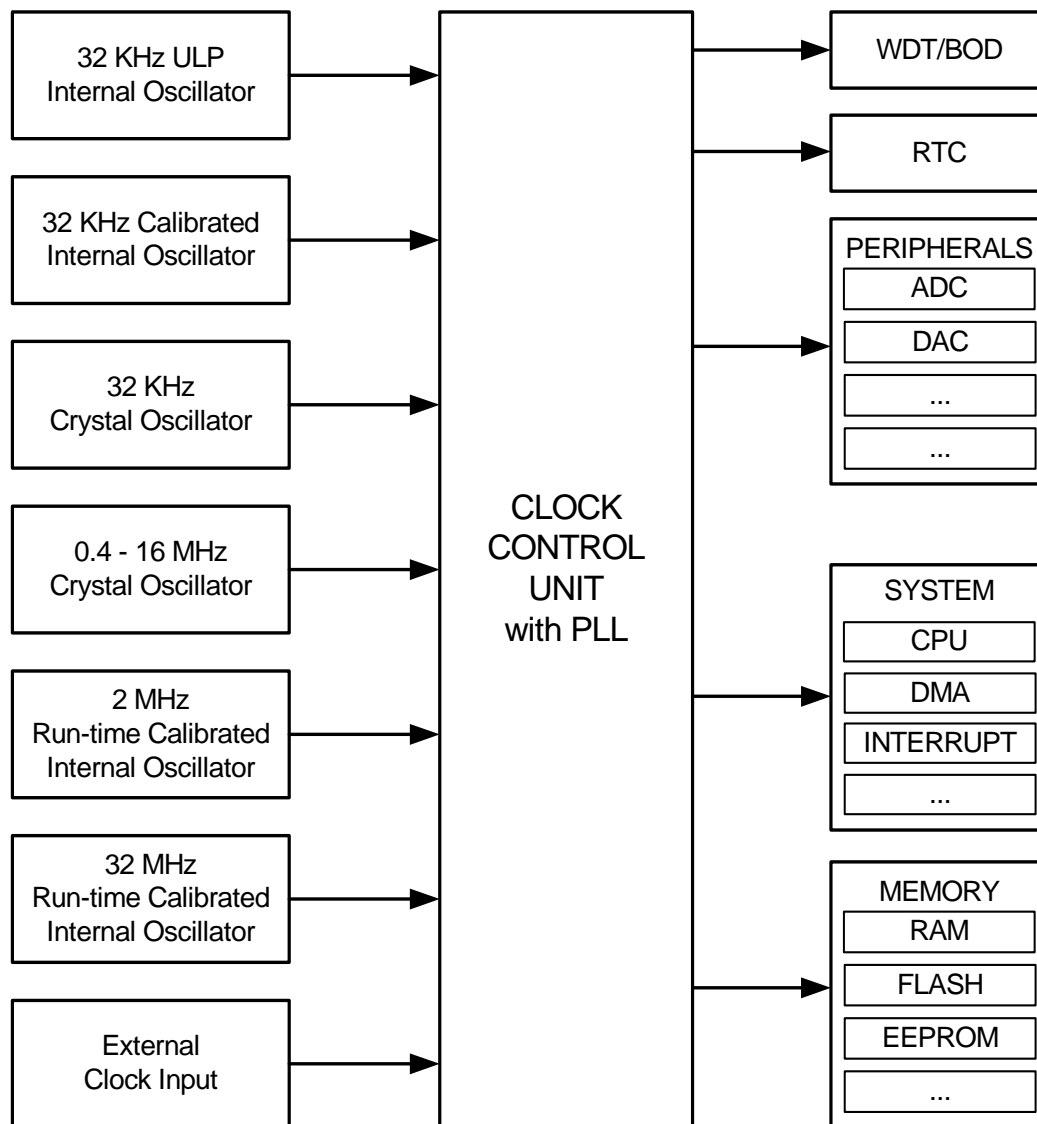 32 KHz ULP
Internal Oscillator
32 KHz Calibrated
Internal Oscillator
32 KHz
Crystal Oscillator
0.4 - 16 MHz
Crystal Oscillator
2 MHz
Run-time Calibrated
Internal Oscillator
32 MHz
Run-time Calibrated
Internal Oscillator
External
Clock Input
CLOCK
CONTROL
UNIT
with PLL
WDT/BOD
RTC
PERIPHERALS
ADC
DAC
...
...
SYSTEM
CPU
DMA
INTERRUPT
...
MEMORY
RAM
FLASH
EEPROM
...